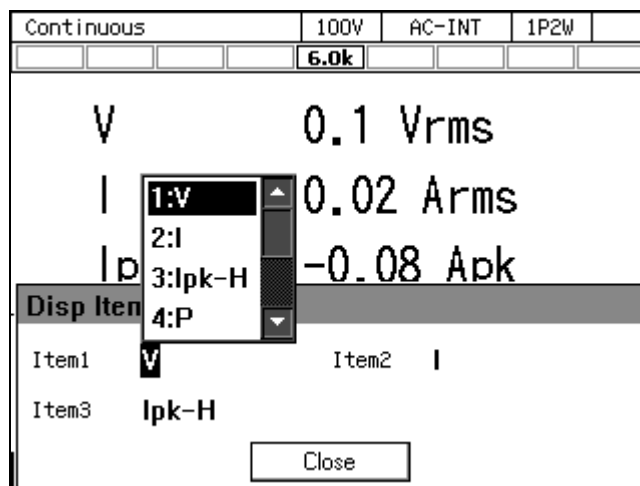 Continuous 100V AC-INT 1P2W
6.0k
V 0.1 Vrms
I 0.02 Arms
Ip -0.08 Apk
1:V
2:I
3:Ipk-H
4:P
Disp Iten
Item1 V Item2 I
Item3 Ipk-H
Close